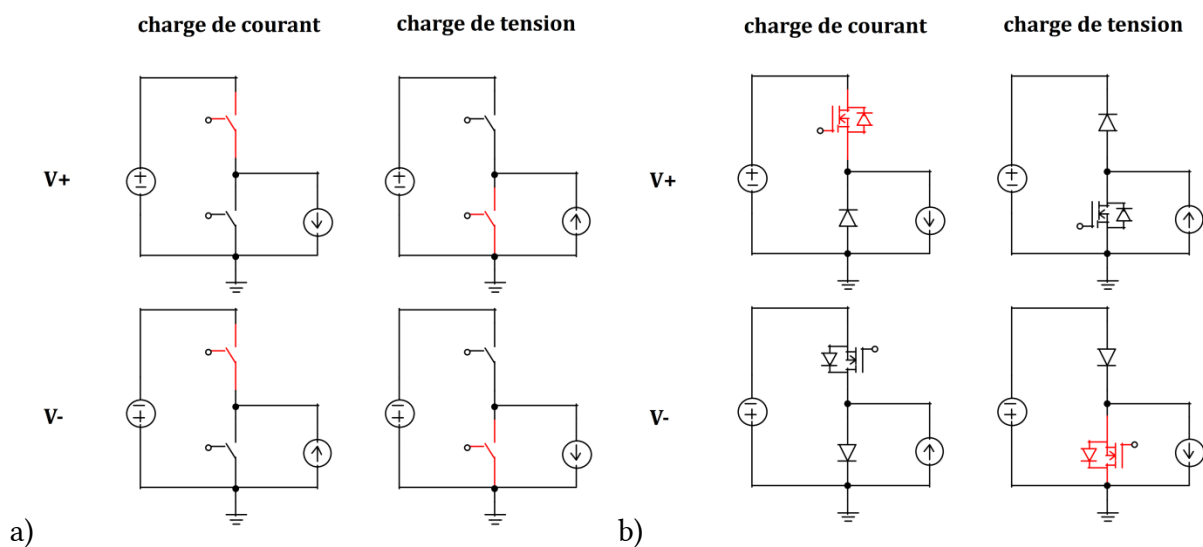 charge de courant charge de tension charge de courant charge de tension
V+ V+
V- V-
a) b)